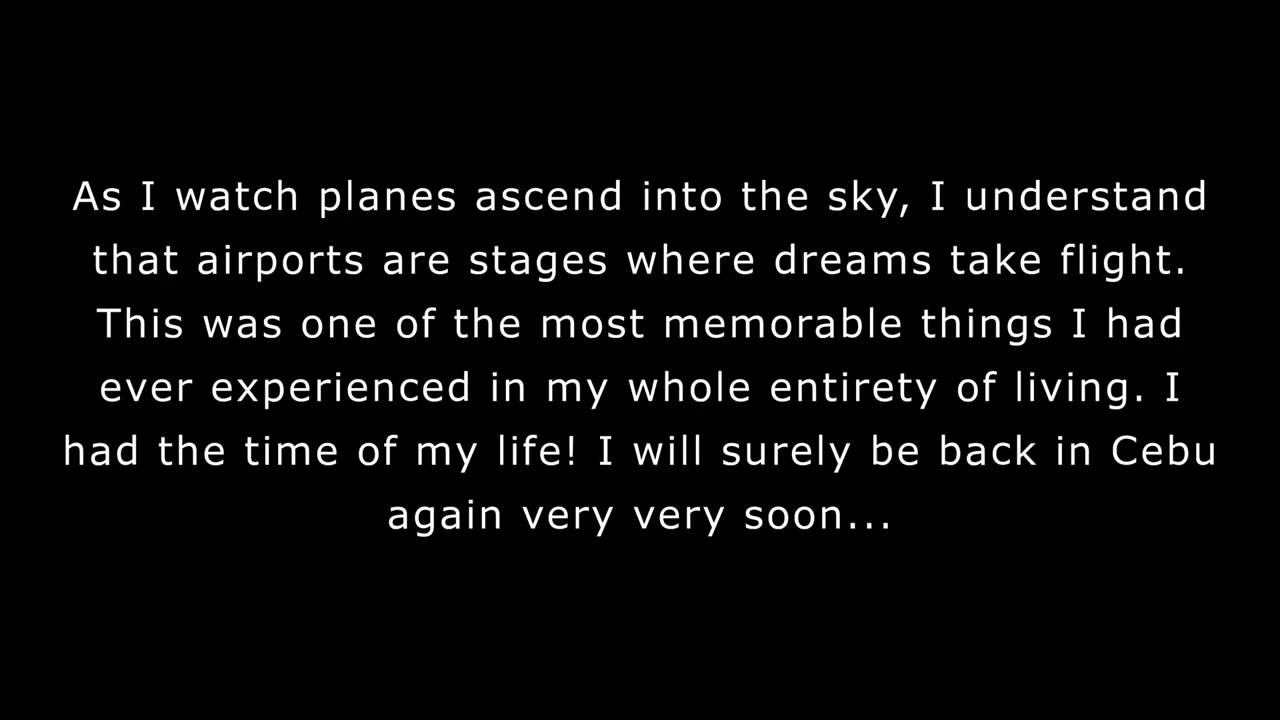 As I watch planes ascend into the sky, I understand
that airports are stages where dreams take flight.
This was one of the most memorable things I had
ever experienced in my whole entirety of living. I
had the time of my life! I will surely be back in Cebu
again very very soon...